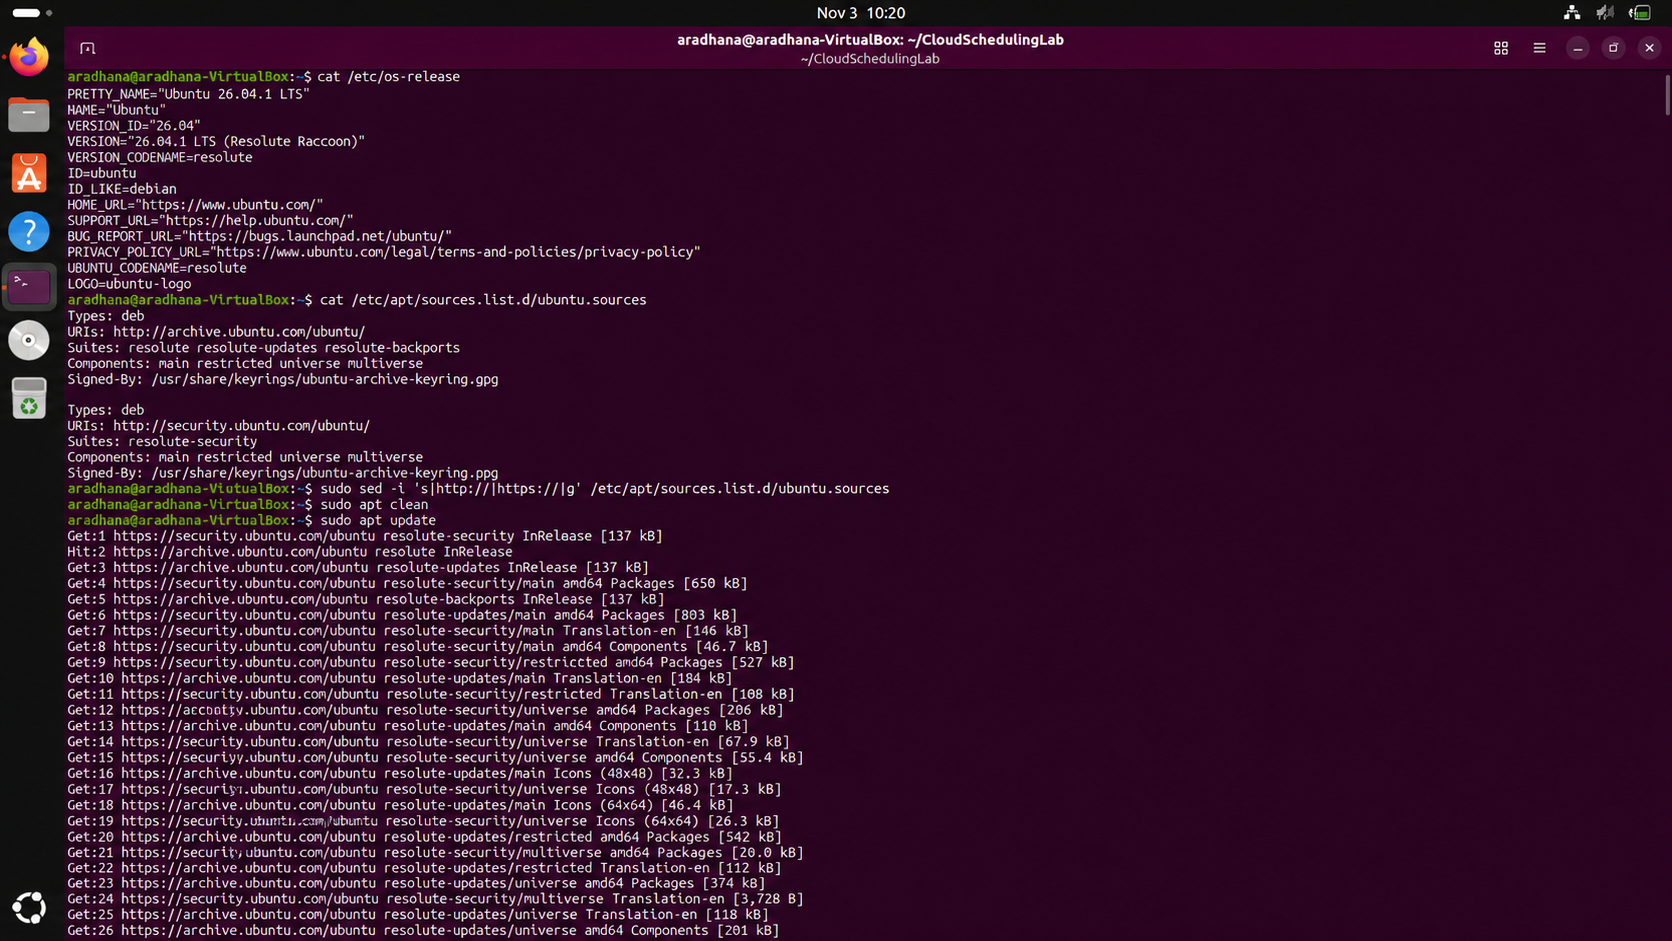 Nov 3 10:20
aradhana@aradhana-VirtualBox: ~/CloudSchedulingLab
~/CloudSchedulingLab
aradhana@aradhana-VirtualBox:~$ cat /etc/os-release
PRETTY_NAME="Ubuntu 26.04.1 LTS"
HAME="Ubuntu"
VERSION_ID="26.04"
VERSION="26.04.1 LTS (Resolute Raccoon)"
VERSION_CODENAME=resolute
ID=ubuntu
ID_LIKE=debian
HOME_URL="https://www.ubuntu.com/"
SUPPORT_URL="https://help.ubuntu.com/"
BUG_REPORT_URL="https://bugs.launchpad.net/ubuntu/"
PRIVACY_POLICY_URL="https://www.ubuntu.com/legal/terms-and-policies/privacy-policy"
UBUNTU_CODENAME=resolute
LOGO=ubuntu-logo
aradhana@aradhana-VirtualBox:~$ cat /etc/apt/sources.list.d/ubuntu.sources
Types: deb
URIs: http://archive.ubuntu.com/ubuntu/
Suites: resolute resolute-updates resolute-backports
Components: main restricted universe multiverse
Signed-By: /usr/share/keyrings/ubuntu-archive-keyring.gpg
Types: deb
URIs: http://security.ubuntu.com/ubuntu/
Suites: resolute-security
Components: main restricted universe multiverse
Signed-By: /usr/share/keyrings/ubuntu-archive-keyring.ppg
aradhana@aradhana-VirtualBox:~$ sudo sed -i 's|http://|https://|g' /etc/apt/sources.list.d/ubuntu.sources
aradhana@aradhana-VirtualBox:~$ sudo apt clean
aradhana@aradhana-VirtualBox:~$ sudo apt update
Get:1 https://security.ubuntu.com/ubuntu resolute-security InRelease [137 kB]
Hit:2 https://archive.ubuntu.com/ubuntu resolute InRelease
Get:3 https://archive.ubuntu.com/ubuntu resolute-updates InRelease [137 kB]
Get:4 https://security.ubuntu.com/ubuntu resolute-security/main amd64 Packages [650 kB]
Get:5 https://archive.ubuntu.com/ubuntu resolute-backports InRelease [137 kB]
Get:6 https://security.ubuntu.com/ubuntu resolute-updates/main amd64 Packages [803 kB]
Get:7 https://security.ubuntu.com/ubuntu resolute-security/main Translation-en [146 kB]
Get:8 https://security.ubuntu.com/ubuntu resolute-security/main amd64 Components [46.7 kB]
Get:9 https://security.ubuntu.com/ubuntu resolute-security/restriccted amd64 Packages [527 kB]
Get:10 https://archive.ubuntu.com/ubuntu resolute-updates/main Translation-en [184 kB]
Get:11 https://security.ubuntu.com/ubuntu resolute-security/restricted Translation-en [108 kB]
Get:12 resolute-security/universe amd64 Packages [206 kB]
Get:13 https://archive.ubuntu.com/ubuntu resolute-updates/main amd64 Components [110 kB]
Get:14 https://security.ubuntu.com/ubuntu resolute-security/universe Translation-en [67.9 kB]
Get:15 https://security.ubuntu.com/ubuntu resolute-security/universe amd64 Components [55.4 kB]
Get:16 https://archive.ubuntu.com/ubuntu resolute-updates/main Icons (48x48) [32.3 kB]
Get:17 https://security.ubuntu.com/ubuntu resolute-security/universe Icons (48x48) [17.3 kB]
Get:18 https://archive.ubuntu.com/ubuntu resolute-updates/main Icons (64x64) [46.4 kB]
Get:19 https://security.ubuntu.com/ubuntu resolute-security/universe Icons (64x64) [26.3 kB]
Get:20 https://archive.ubuntu.com/ubuntu resolute-updates/restricted amd64 Packages [542 kB]
Get:21 https://security.ubuntu.com/ubuntu resolute-security/multiverse amd64 Packages [20.0 kB]
Get:22 https://archive.ubuntu.com/ubuntu resolute-updates/restricted Translation-en [112 kB]
Get:23 https://archive.ubuntu.com/ubuntu resolute-updates/universe amd64 Packages [374 kB]
Get:24 https://security.ubuntu.com/ubuntu resolute-security/multiverse Translation-en [3,728 B]
Get:25 https://archive.ubuntu.com/ubuntu resolute-updates/universe Translation-en [118 kB]
Get:26 https://archive.ubuntu.com/ubuntu resolute-updates/universe amd64 Components [201 kB]